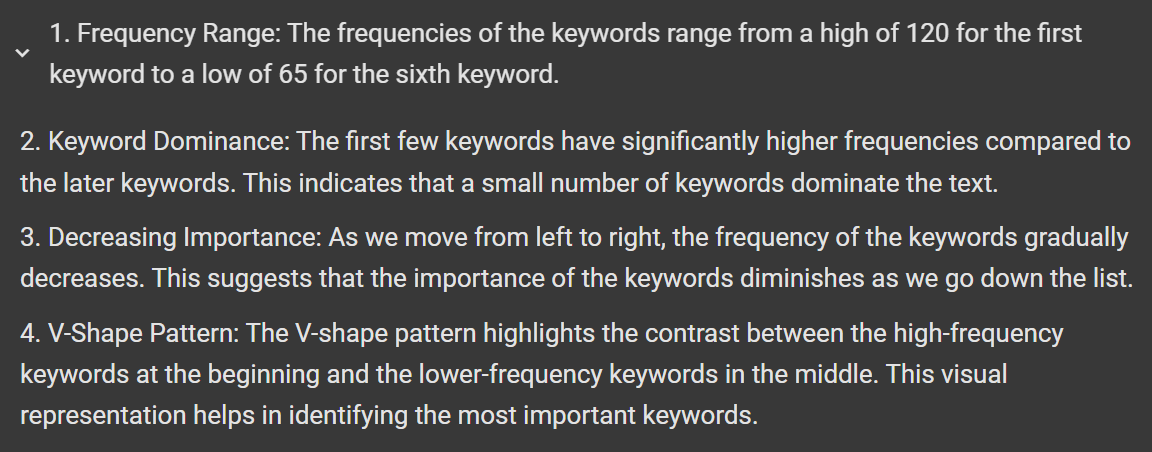 1. Frequency Range: The frequencies of the keywords range from a high of 120 for the first
keyword to a low of 65 for the sixth keyword.
2. Keyword Dominance: The first few keywords have significantly higher frequencies compared to
the later keywords. This indicates that a small number of keywords dominate the text.
3. Decreasing Importance: As we move from left to right, the frequency of the keywords gradually
decreases. This suggests that the importance of the keywords diminishes as we go down the list.
4. V-Shape Pattern: The V-shape pattern highlights the contrast between the high-frequency
keywords at the beginning and the lower-frequency keywords in the middle. This visual
representation helps in identifying the most important keywords.